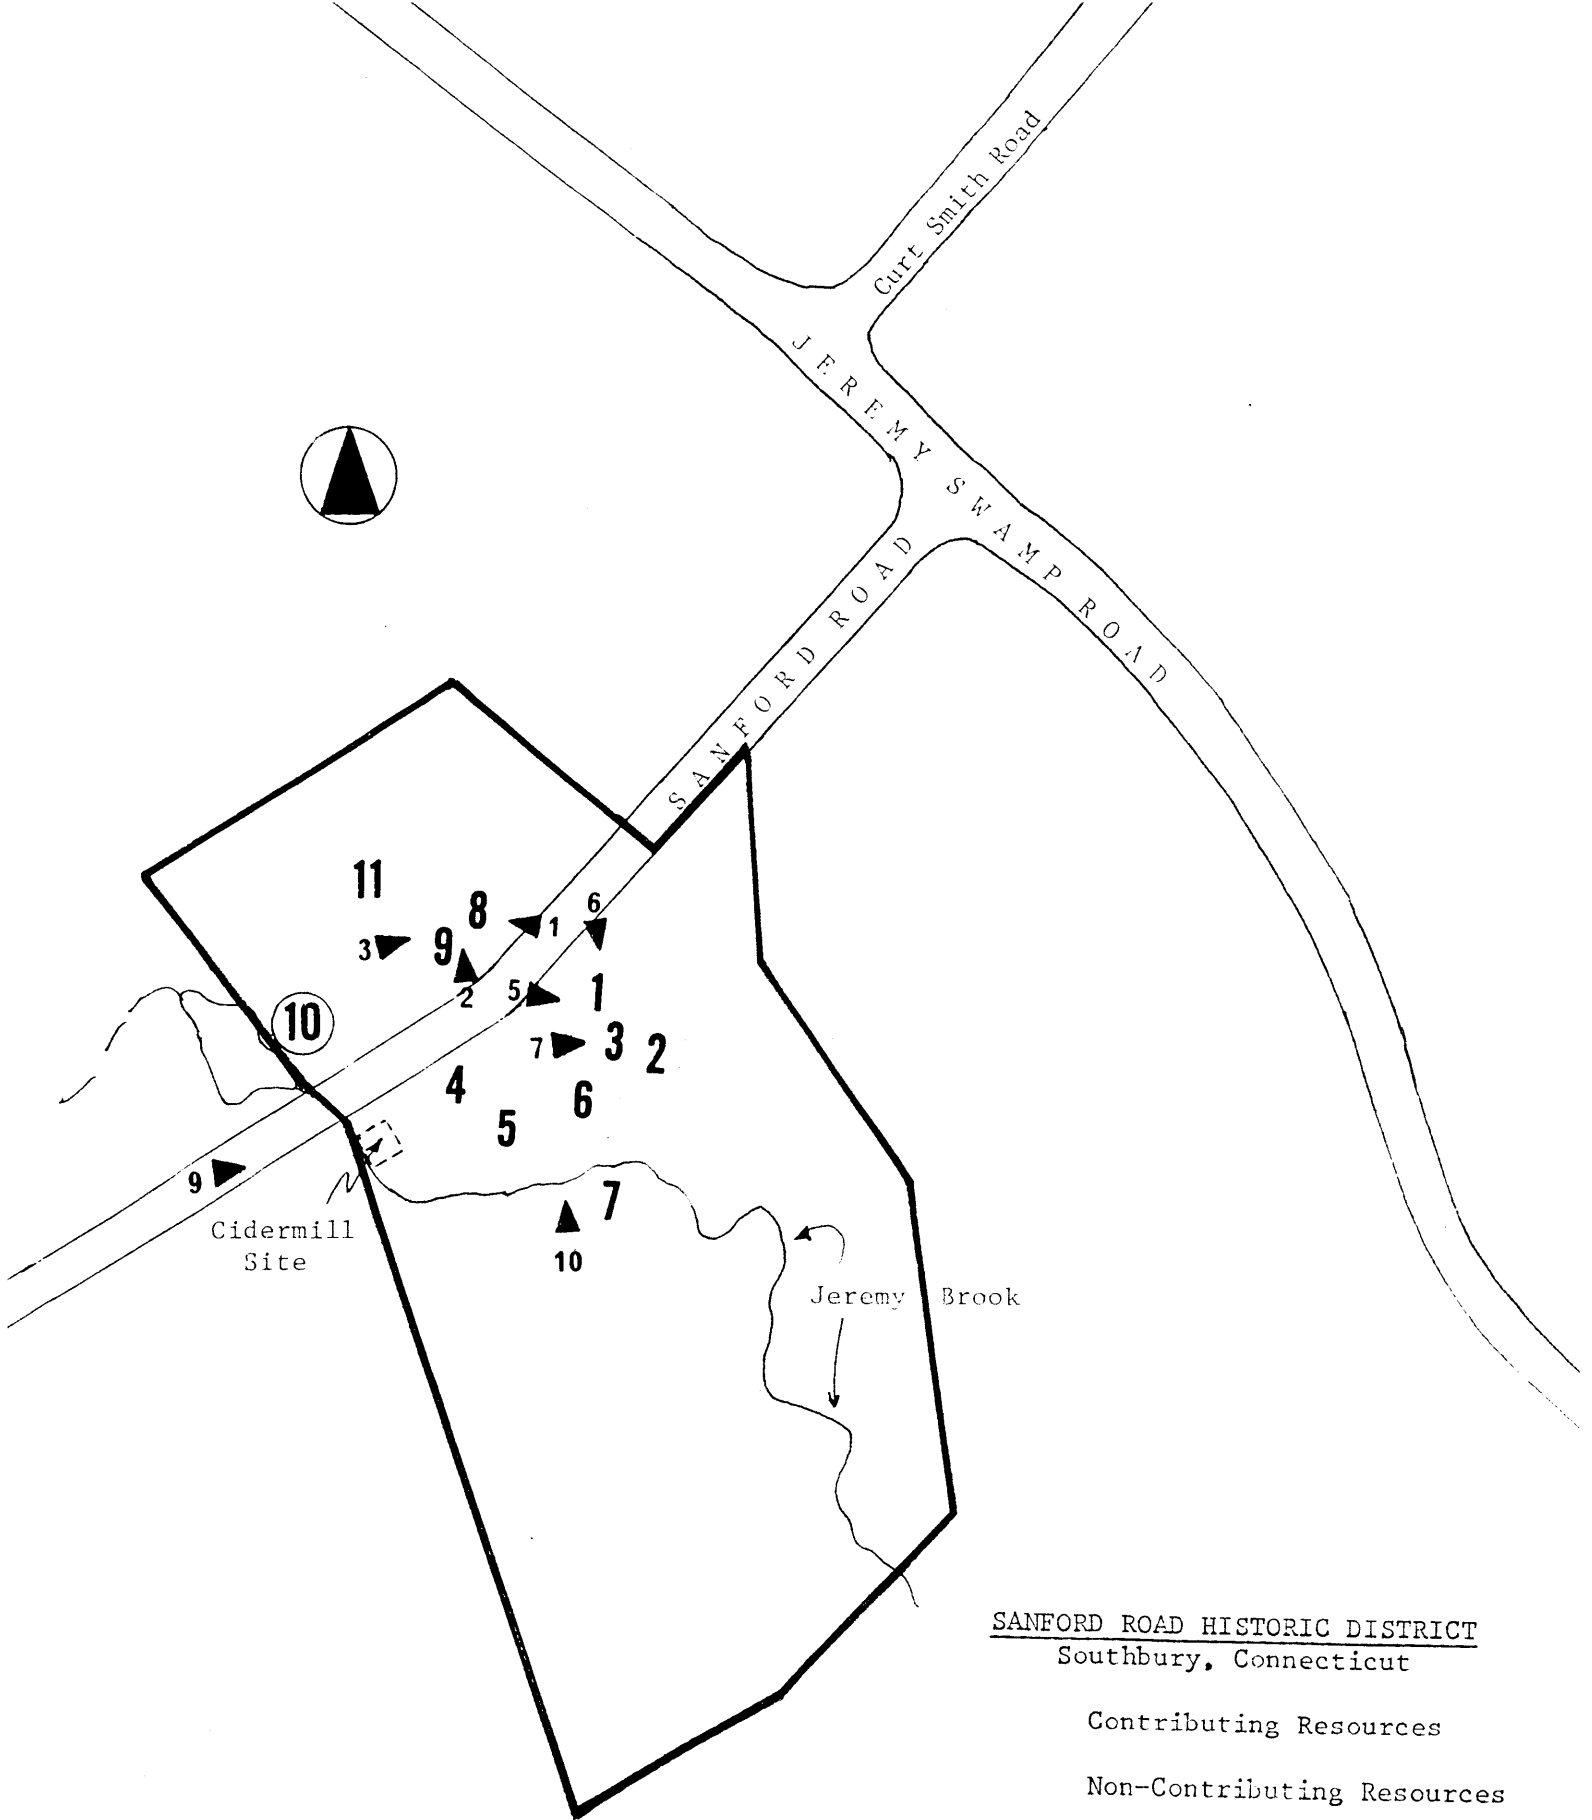 Curt Smith Road
JEREMY SWAMP ROAD
SANFORD ROAD
11
8
6
1
3
9
2
5
1
10
7
3
2
4
6
5
9
7
Cidermill
Site
10
Jeremy Brook
SANFORD ROAD HISTORIC DISTRICT
Southbury, Connecticut
Contributing Resources
Non-Contributing Resources